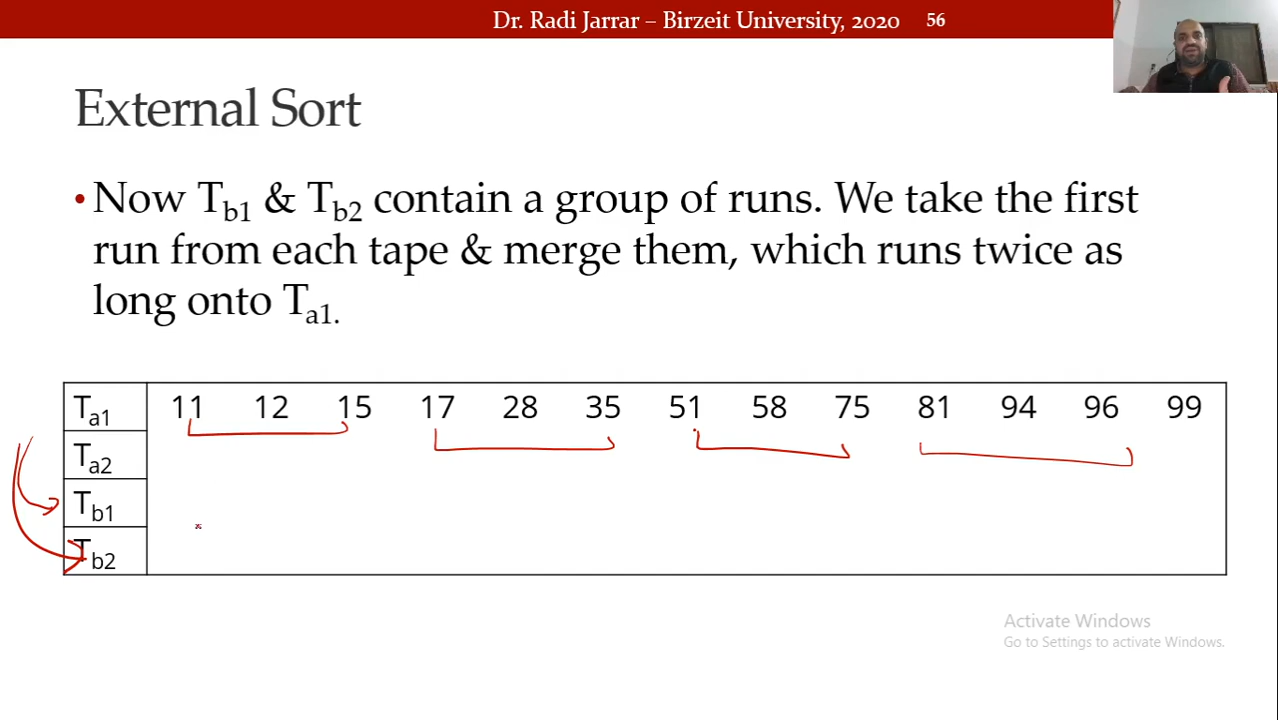 Dr. Radi Jarrar – Birzeit University, 2020 56
External Sort
• Now Tb1 & Tb2 contain a group of runs. We take the first
run from each tape & merge them, which runs twice as
long onto Ta1.
Ta1 11 12 15 17 28 35 51 58 75 81 94 96 99
Ta2
Tb1
Tb2
Activate Windows
Go to Settings to activate Windows.